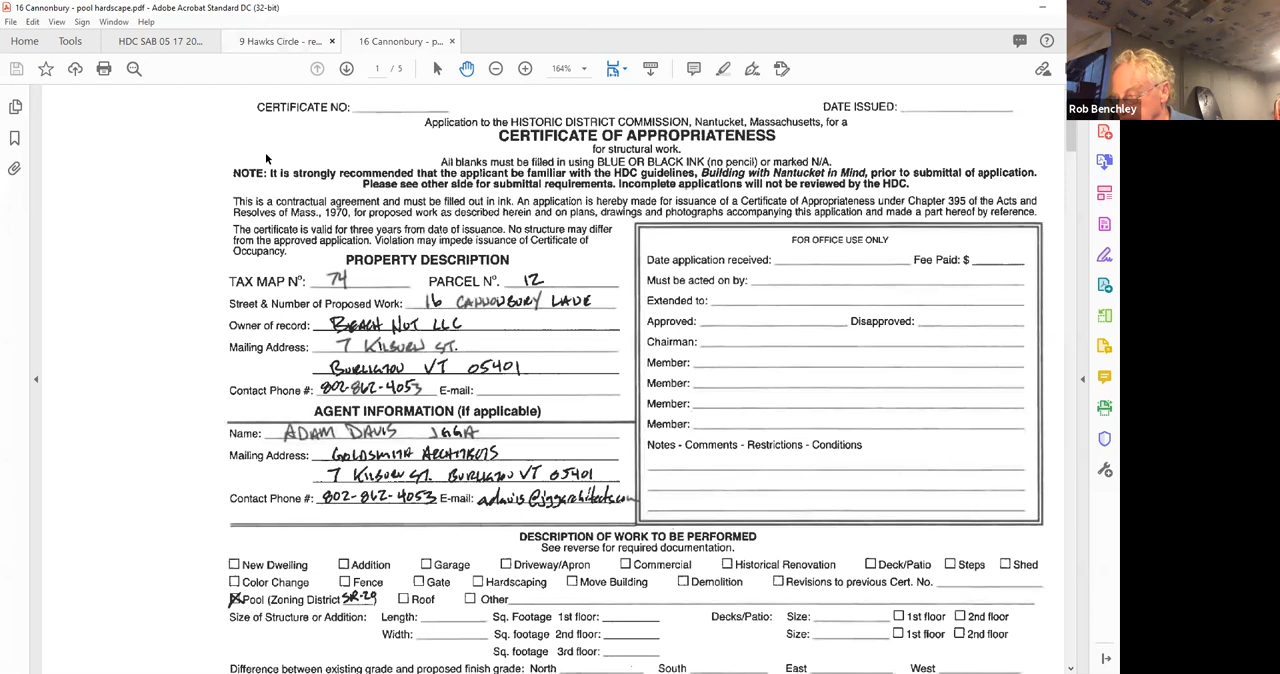 16 Cannonbury - pool hardscape.pdf - Adobe Acrobat Standard DC (32-bit)
File Edit View Sign Window Help
Home Tools HDC SAB 05 17 20... 9 Hawks Circle - re... × 16 Cannonbury - p... ×
1 / 5 164%
Rob Benchley
CERTIFICATE NO: DATE ISSUED:
Application to the HISTORIC DISTRICT COMMISSION, Nantucket, Massachusetts, for a
CERTIFICATE OF APPROPRIATENESS
for structural work.
All blanks must be filled in using BLUE OR BLACK INK (no pencil) or marked N/A.
NOTE: It is strongly recommended that the applicant be familiar with the HDC guidelines, Building with Nantucket in Mind, prior to submittal of application.
Please see other side for submittal requirements. Incomplete applications will not be reviewed by the HDC.
This is a contractual agreement and must be filled out in ink. An application is hereby made for issuance of a Certificate of Appropriateness under Chapter 395 of the Acts and
Resolves of Mass., 1970, for proposed work as described herein and on plans, drawings and photographs accompanying this application and made a part hereof by reference.
The certificate is valid for three years from date of issuance. No structure may differ
from the approved application. Violation may impede issuance of Certificate of
Occupancy.
PROPERTY DESCRIPTION
TAX MAP Nº: 74 PARCEL Nº. 12
Street & Number of Proposed Work: 16 CANNONBURY LANE
Owner of record: BEACH NUT LLC
Mailing Address: 7 KILBURN ST.
BURLINGTON VT 05401
Contact Phone #: 802-862-4053 E-mail:
AGENT INFORMATION (if applicable)
Name: ADAM DAVIS JGGA
Mailing Address: GOLDSMITH ARCHITECTS
7 KILBURN ST. BURLINGTON VT 05401
Contact Phone #: 802-862-4053 E-mail: adavis@jggarchitects.com
FOR OFFICE USE ONLY
Date application received: Fee Paid: $
Must be acted on by:
Extended to:
Approved: Disapproved:
Chairman:
Member:
Member:
Member:
Member:
Notes - Comments - Restrictions - Conditions
DESCRIPTION OF WORK TO BE PERFORMED
See reverse for required documentation.
New Dwelling Addition Garage Driveway/Apron Commercial Historical Renovation Deck/Patio Steps Shed
Color Change Fence Gate Hardscaping Move Building Demolition Revisions to previous Cert. No.
Pool (Zoning District SR-20) Roof Other
Size of Structure or Addition: Length: Sq. Footage 1st floor: Decks/Patio: Size: 1st floor 2nd floor
Width: Sq. footage 2nd floor: Size: 1st floor 2nd floor
Sq. footage 3rd floor:
Difference between existing grade and proposed finish grade: North South East West